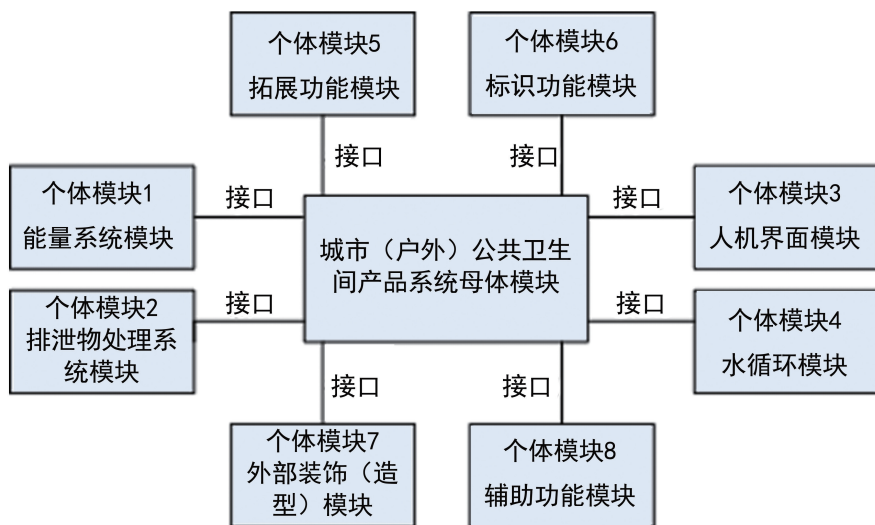 个体模块5
拓展功能模块
个体模块6
标识功能模块
接口
接口
个体模块1
能量系统模块
接口
接口
个体模块3
人机界面模块
城市（户外）公共卫生
间产品系统母体模块
个体模块2
排泄物处理系
统模块
接口
接口
个体模块4
水循环模块
接口
接口
个体模块7
外部装饰（造
型）模块
个体模块8
辅助功能模块